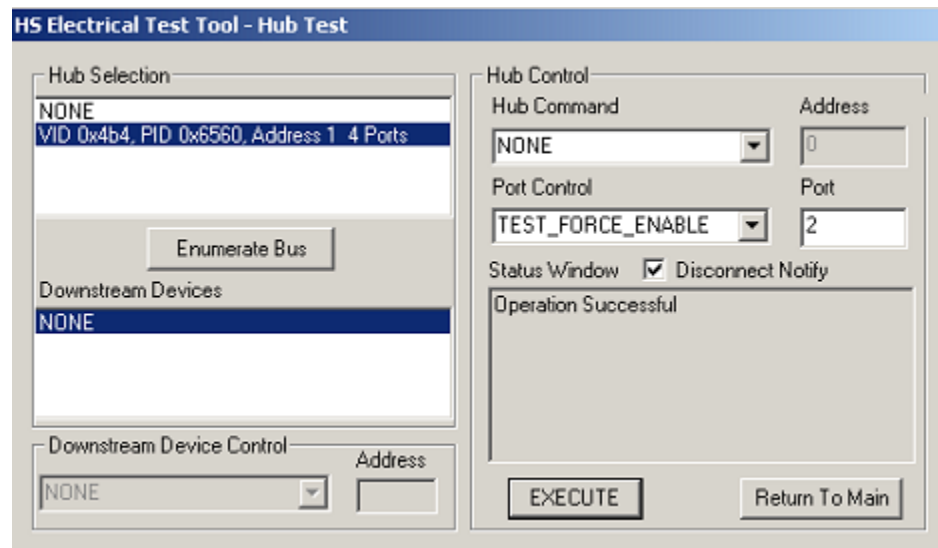 HS Electrical Test Tool - Hub Test
Hub Selection
NONE
VID 0x4b4, PID 0x6560, Address 1  4 Ports
Enumerate Bus
Downstream Devices
NONE
Downstream Device Control
Address
NONE
Hub Control
Hub Command
Address
NONE
0
Port Control
Port
TEST_FORCE_ENABLE
2
Status Window
Disconnect Notify
Operation Successful
EXECUTE
Return To Main